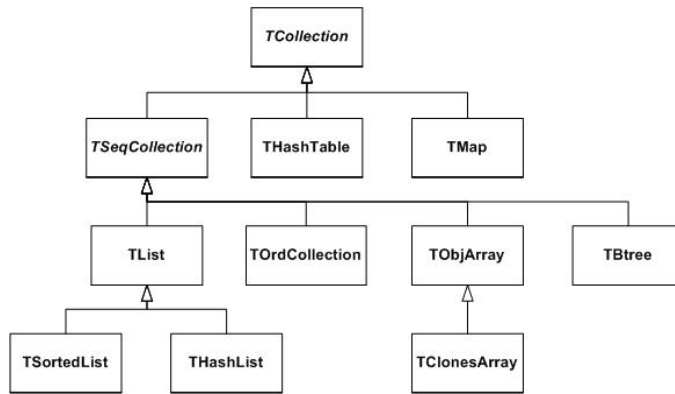 TCollection
TSeqCollection
THashTable
TMap
TList
TOrdCollection
TObjArray
TBtree
TSortedList
THashList
TClonesArray